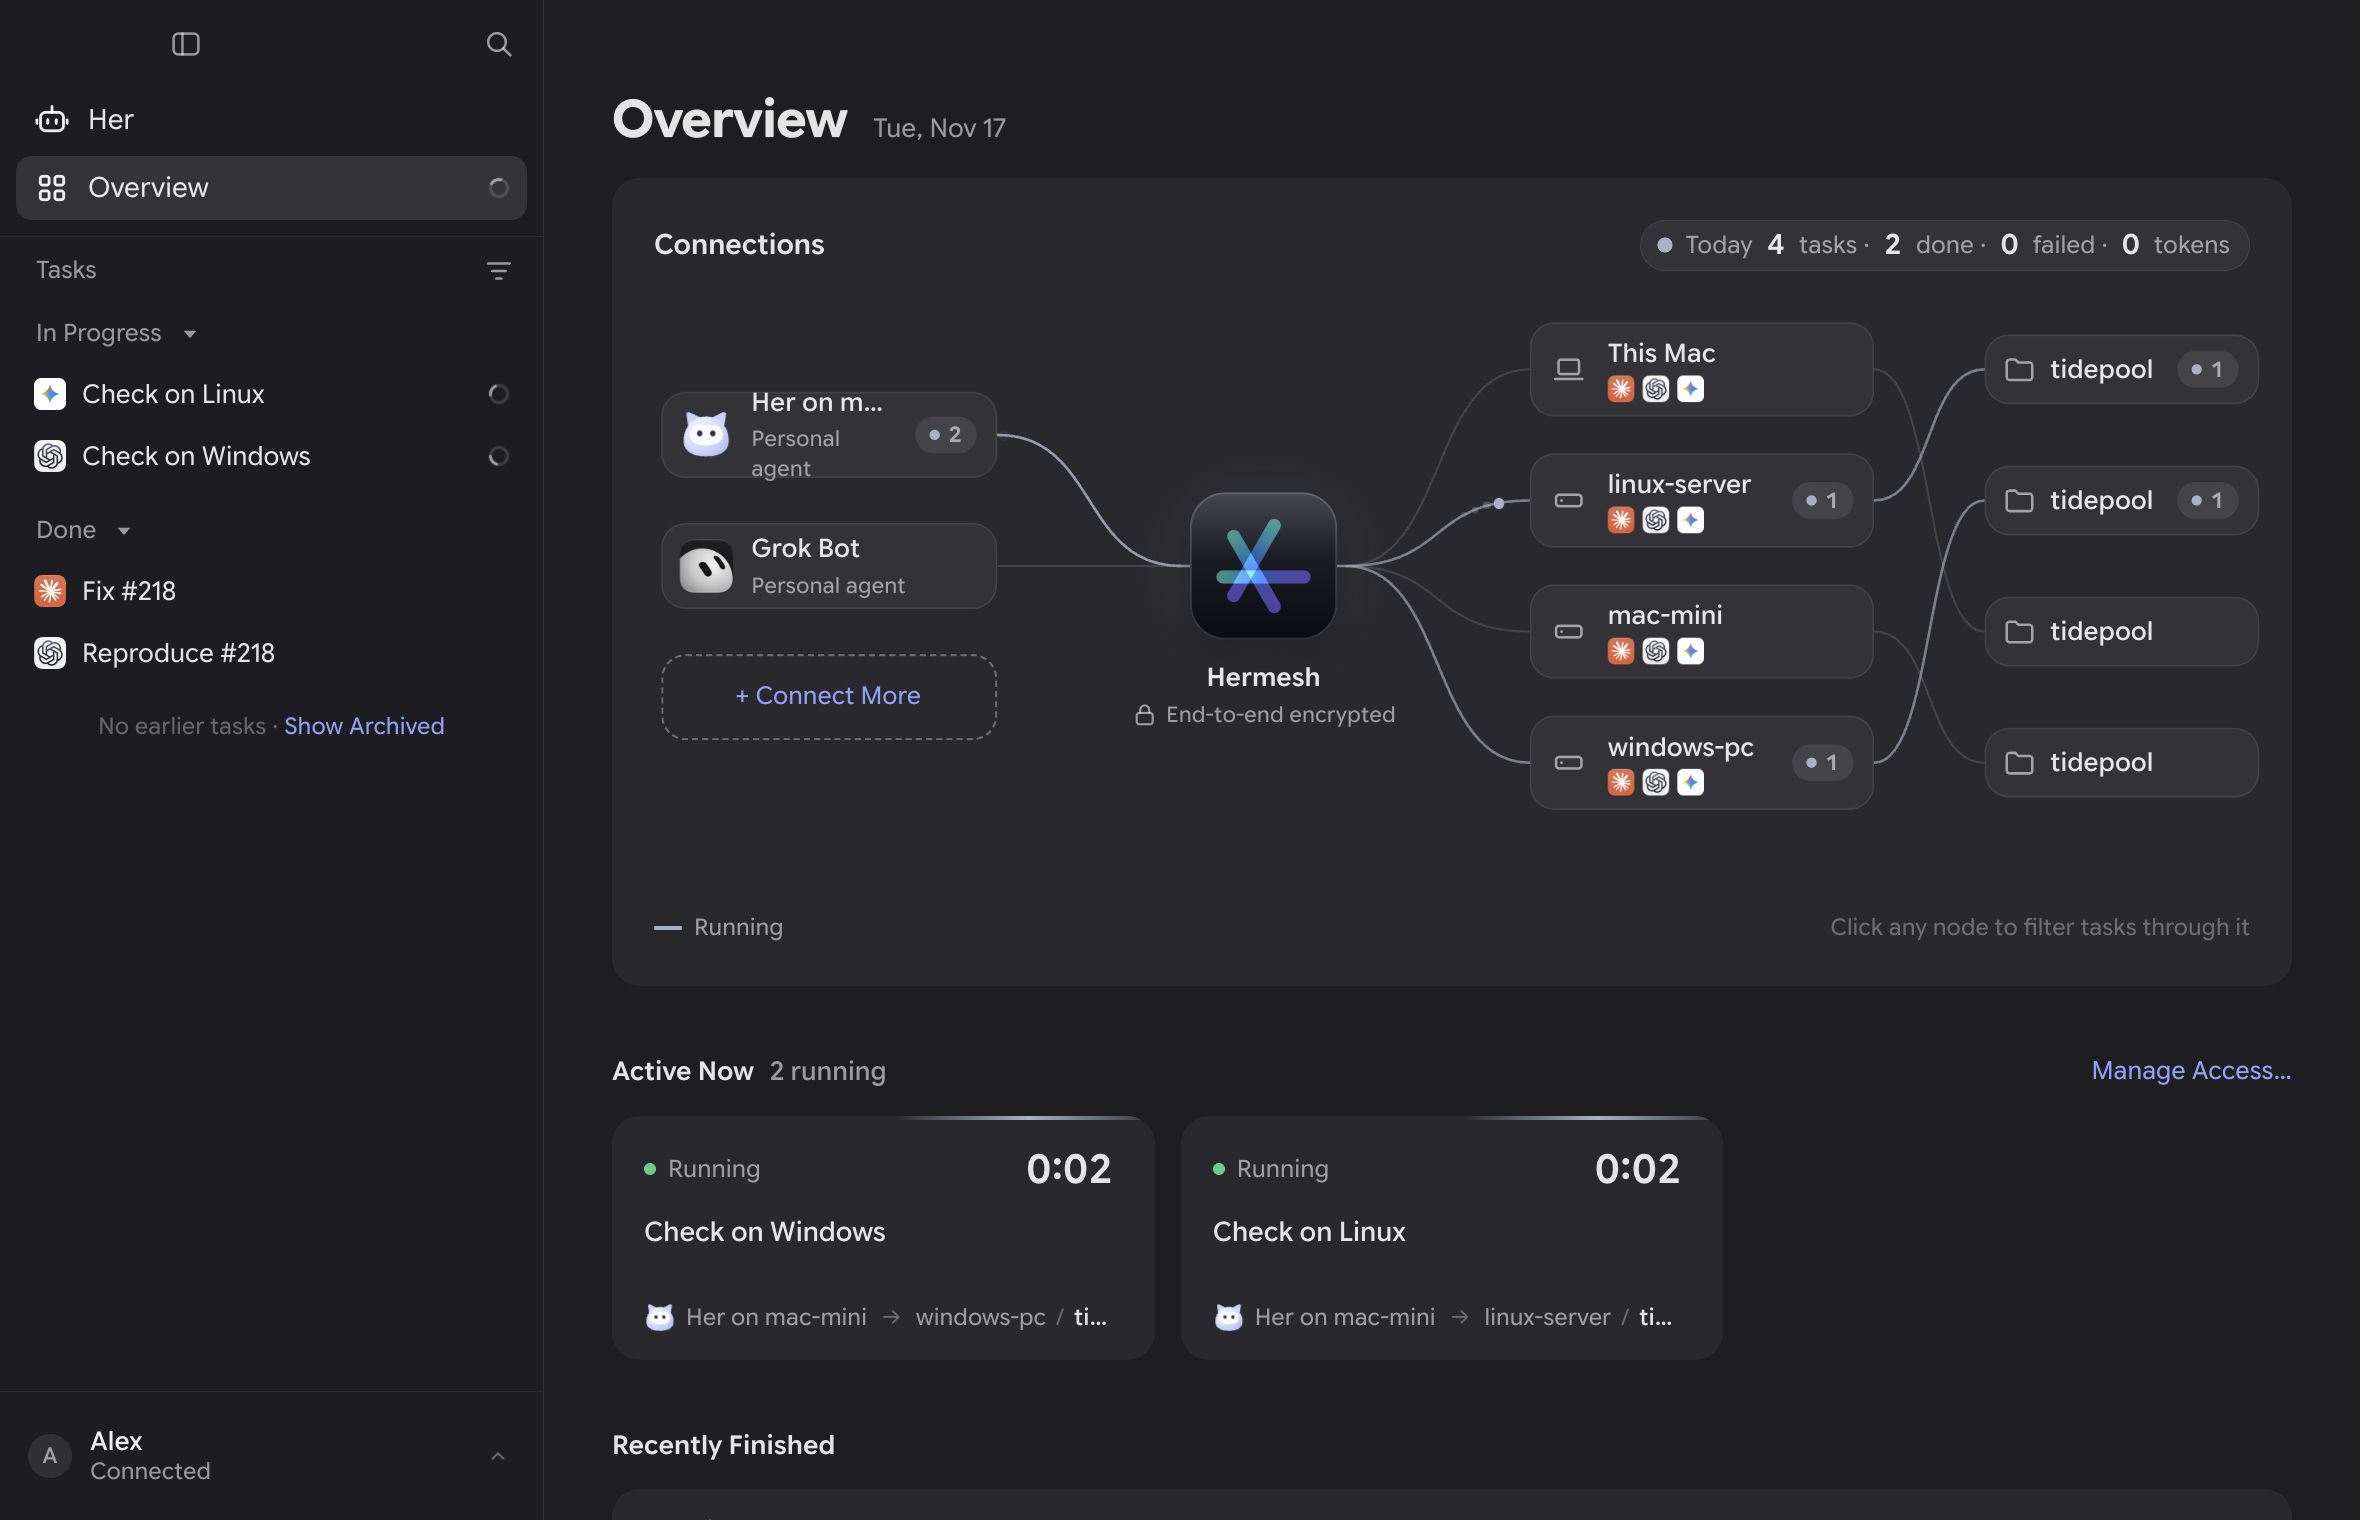 Her
Overview
Tasks
In Progress
Check on Linux
Check on Windows
Done
Fix #218
Reproduce #218
No earlier tasks · Show Archived
A
Alex
Connected
Overview Tue, Nov 17
Connections
Today 4 tasks · 2 done · 0 failed · 0 tokens
Her on m...
Personal
agent
2
Grok Bot
Personal agent
+ Connect More
Hermesh
End-to-end encrypted
This Mac
linux-server
1
mac-mini
windows-pc
1
tidepool 1
tidepool 1
tidepool
tidepool
Running
Click any node to filter tasks through it
Active Now 2 running
Manage Access...
Running 0:02
Check on Windows
Her on mac-mini → windows-pc / ti...
Running 0:02
Check on Linux
Her on mac-mini → linux-server / ti...
Recently Finished